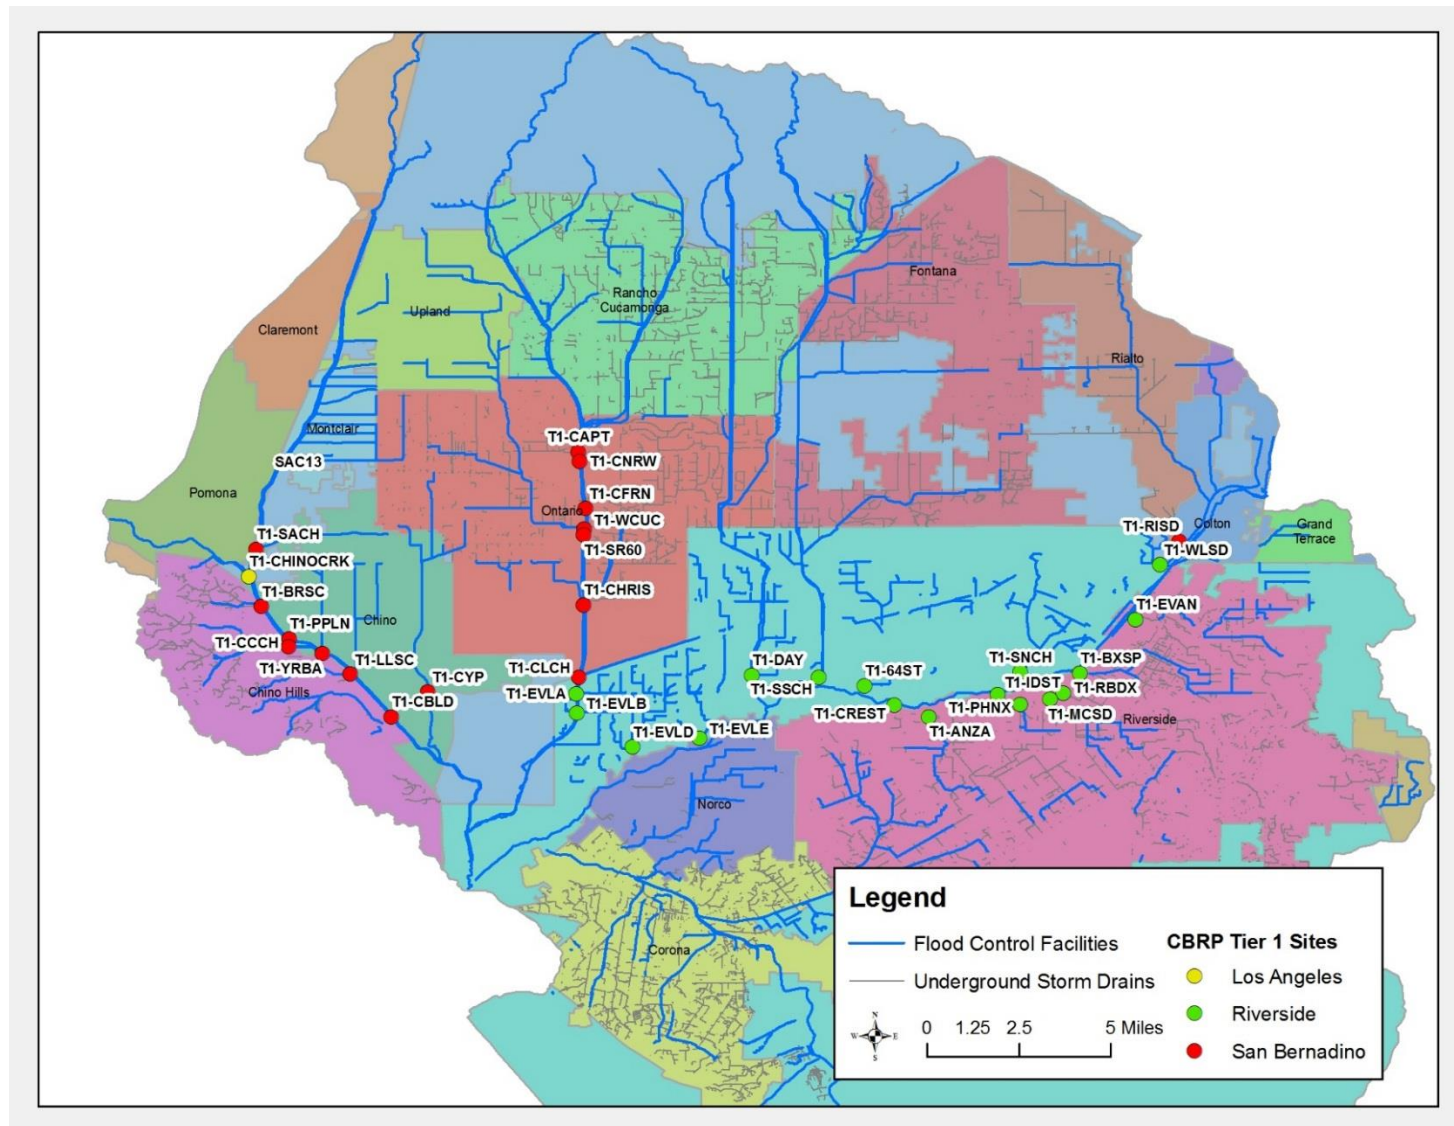 Fontana
Rancho
Cucamonga
Upland
Claremont
Rialto
Montclair
T1-CAPT
SAC13
T1-CNRW
Pomona
T1-CFRN
Ontario
T1-WCUC
T1-RISD
Colton
Grand
Terrace
T1-SACH
T1-SR60
T1-WLSD
T1-CHINOCRK
T1-BRSC
T1-CHRIS
T1-EVAN
T1-PPLN
Chino
T1-CCCH
T1-YRBA
T1-LLSC
T1-CLCH
T1-DAY
T1-64ST
T1-SNCH
T1-BXSP
T1-CYP
Chino Hills
T1-CBLD
T1-EVLA
T1-EVLB
T1-SSCH
T1-IDST
T1-RBDX
T1-CREST
T1-PHNX
T1-MCSD
Riverside
T1-EVLD
T1-EVLE
T1-ANZA
Norco
Corona
Legend
Flood Control Facilities
Underground Storm Drains
N
W E
S
0 1.25 2.5 5 Miles
CBRP Tier 1 Sites
Los Angeles
Riverside
San Bernadino